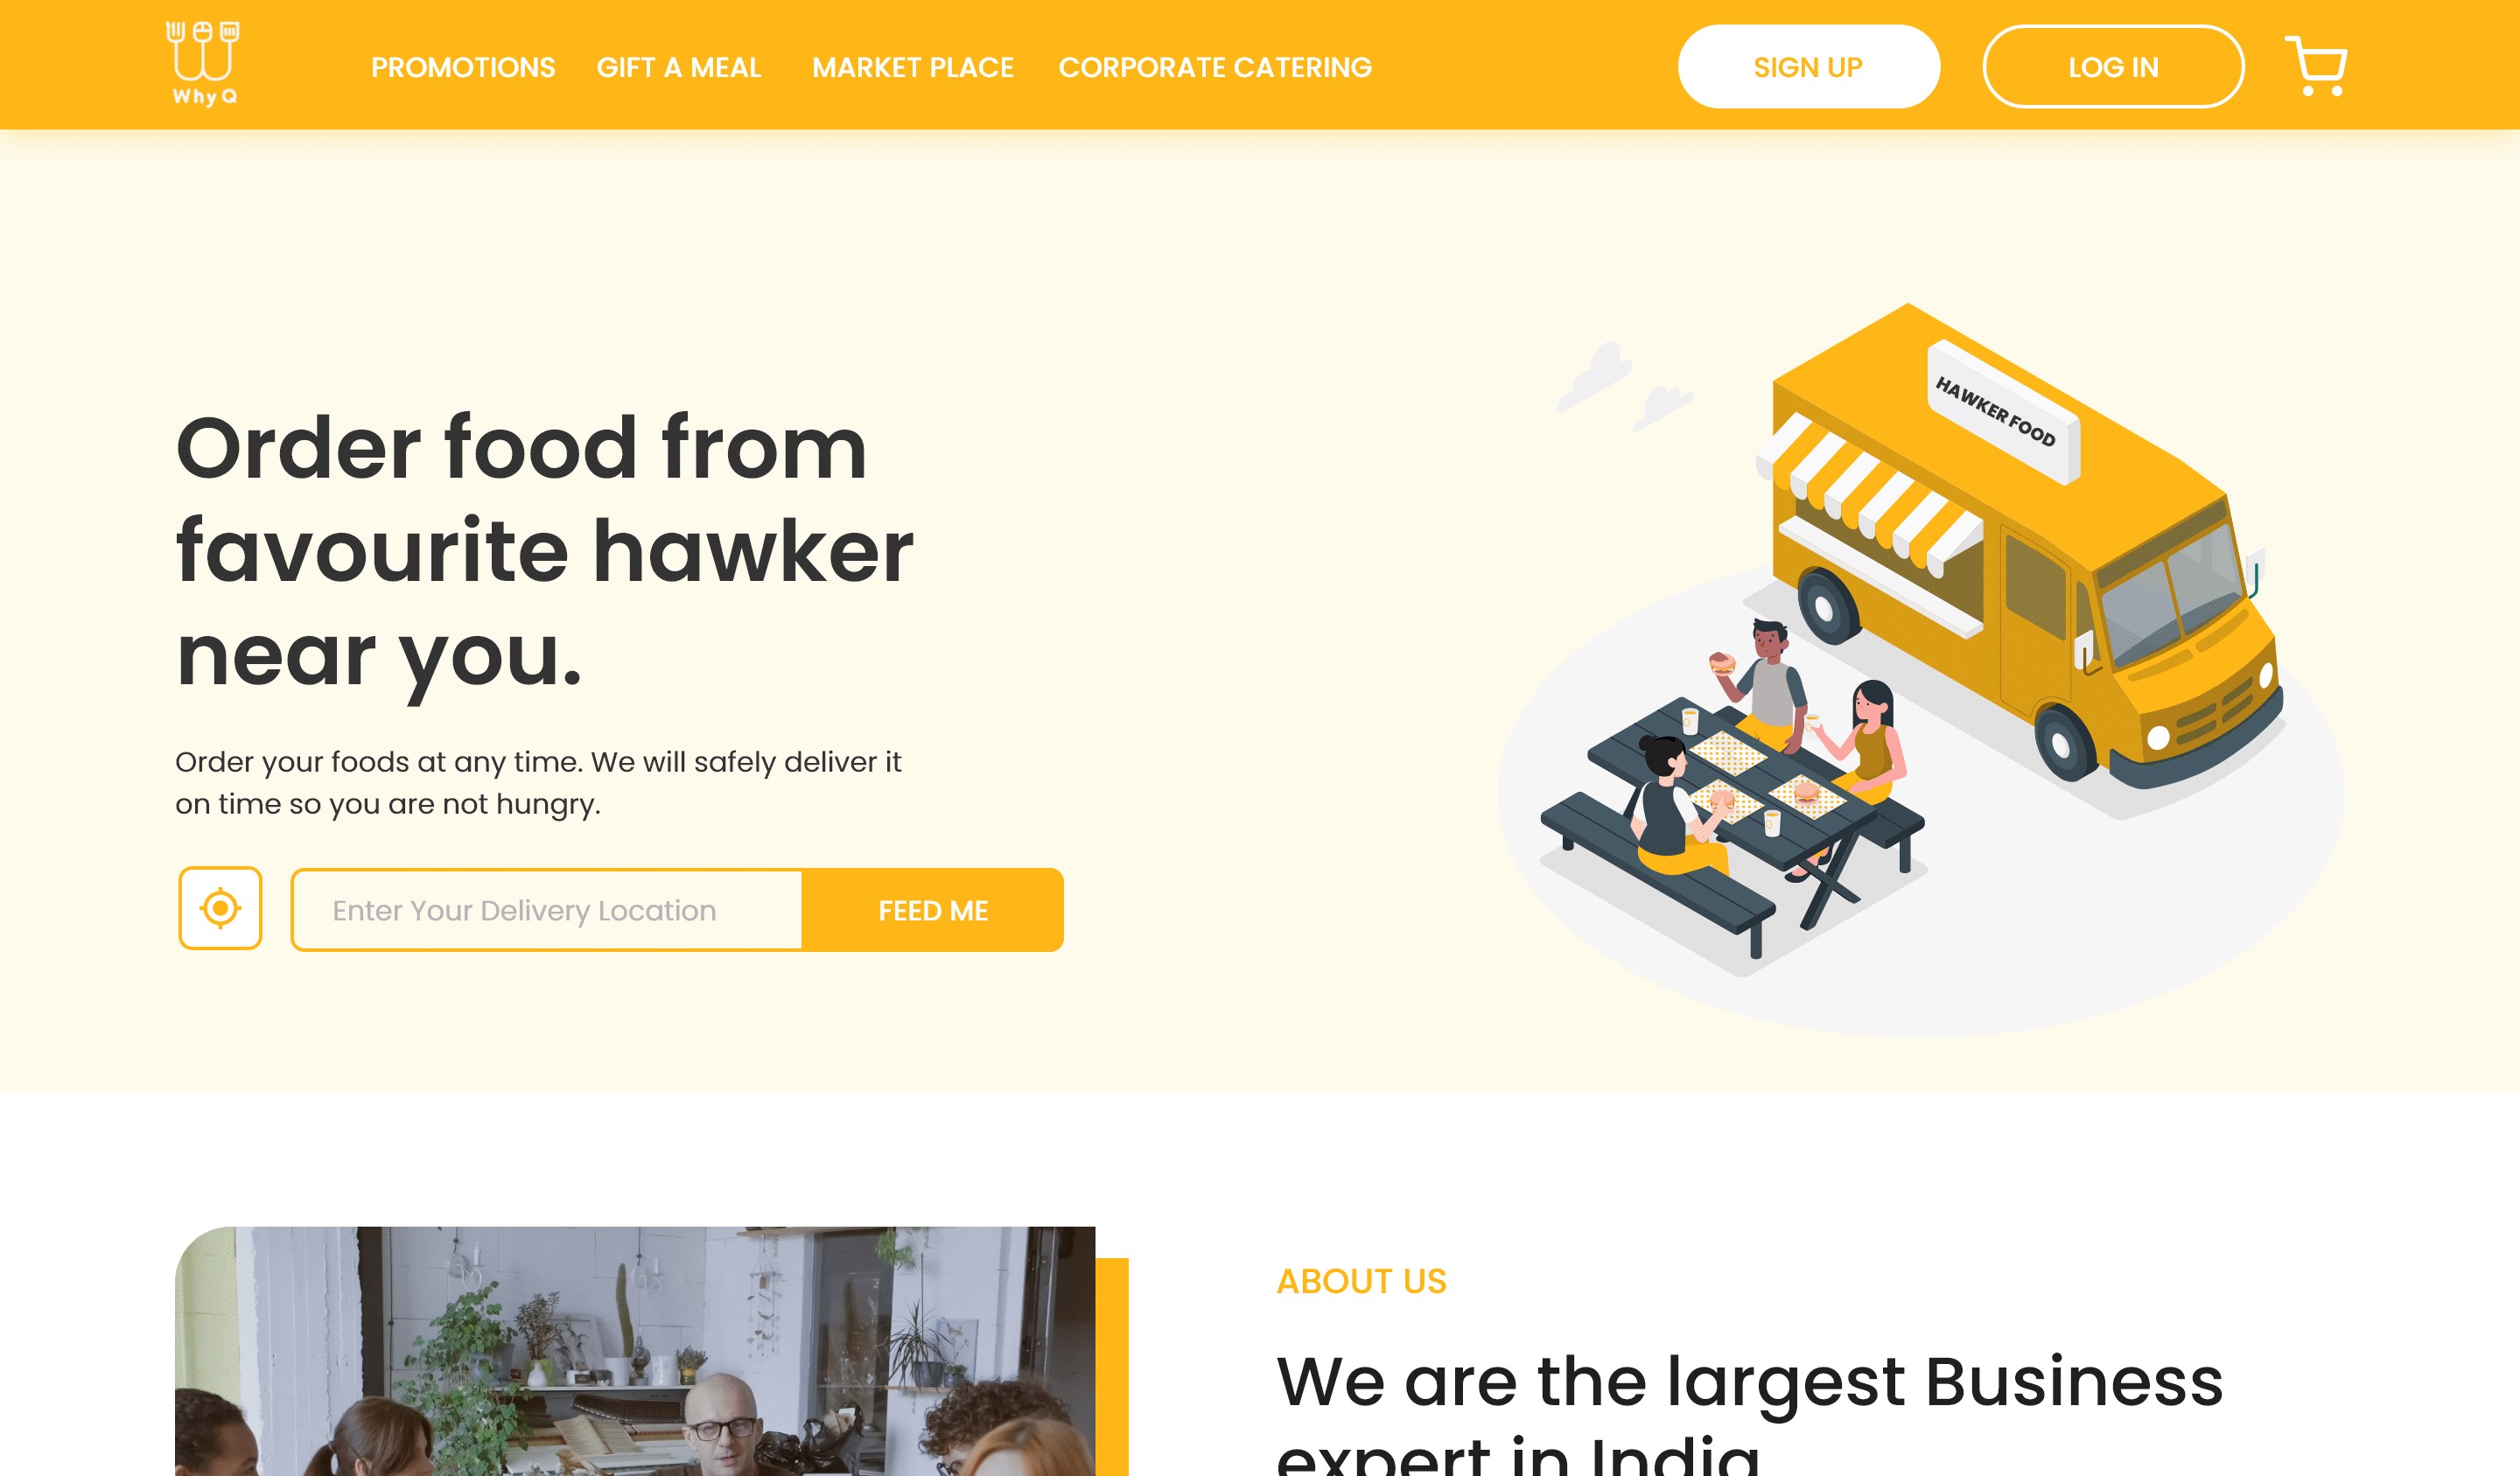 Why Q
PROMOTIONS
GIFT A MEAL
MARKET PLACE
CORPORATE CATERING
SIGN UP
LOG IN
Order food from
favourite hawker
near you.
Order your foods at any time. We will safely deliver it
on time so you are not hungry.
Enter Your Delivery Location
FEED ME
HAWKER FOOD
ABOUT US
We are the largest Business
expert in India